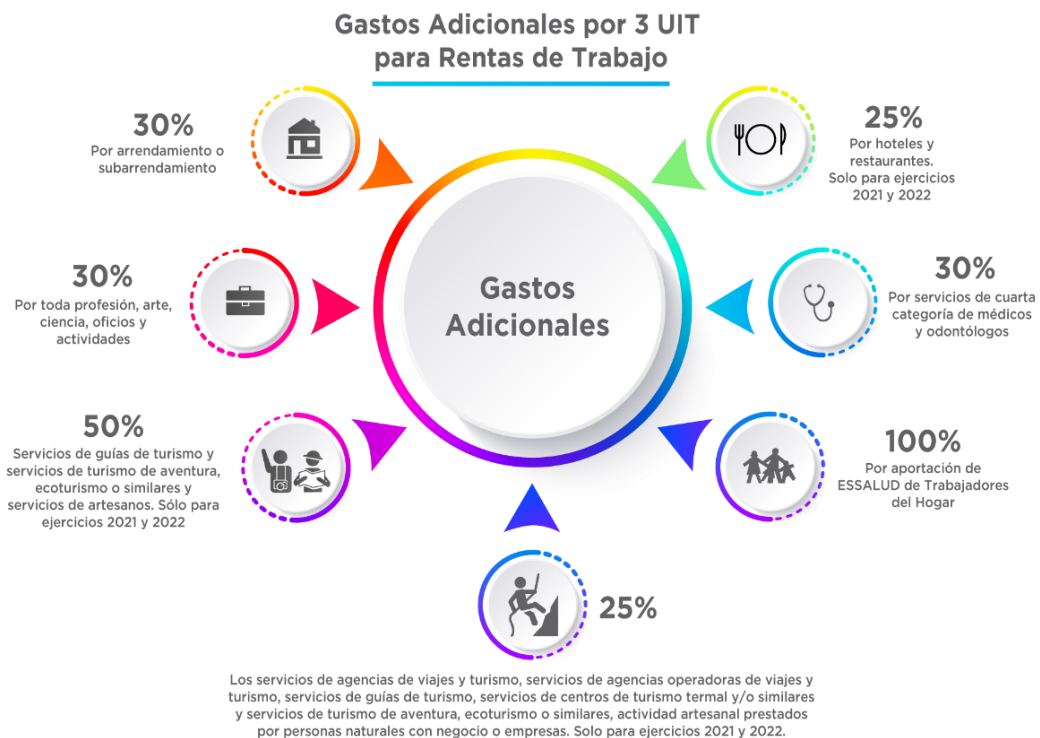 Gastos Adicionales por 3 UIT
para Rentas de Trabajo
30%
Por arrendamiento o
subarrendamiento
25%
Por hoteles y
restaurantes.
Solo para ejercicios
2021 y 2022
30%
Por toda profesión, arte,
ciencia, oficios y
actividades
Gastos
Adicionales
30%
Por servicios de cuarta
categoría de médicos
y odontólogos
50%
Servicios de guías de turismo y
servicios de turismo de aventura,
ecoturismo o similares y
servicios de artesanos. Sólo para
ejercicios 2021 y 2022
100%
Por aportación de
ESSALUD de Trabajadores
del Hogar
25%
Los servicios de agencias de viajes y turismo, servicios de agencias operadoras de viajes y
turismo, servicios de guías de turismo, servicios de centros de turismo termal y/o similares
y servicios de turismo de aventura, ecoturismo o similares, actividad artesanal prestados
por personas naturales con negocio o empresas. Solo para ejercicios 2021 y 2022.